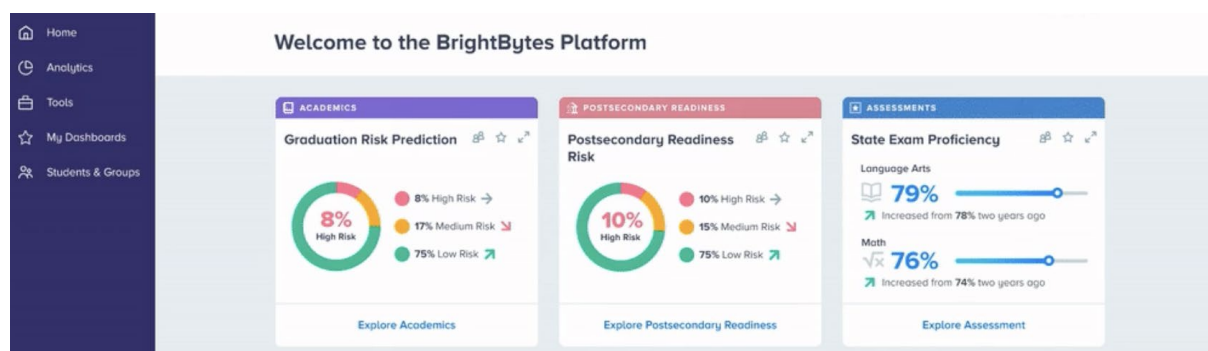 Home
Analytics
Tools
My Dashboards
Students & Groups
Welcome to the BrightBytes Platform
ACADEMICS
Graduation Risk Prediction
8%
High Risk
8% High Risk
17% Medium Risk
75% Low Risk
Explore Academics
POSTSECONDARY READINESS
Postsecondary Readiness
Risk
10%
High Risk
10% High Risk
15% Medium Risk
75% Low Risk
Explore Postsecondary Readiness
ASSESSMENTS
State Exam Proficiency
Language Arts
79%
Increased from 78% two years ago
Math
√x 76%
Increased from 74% two years ago
Explore Assessment